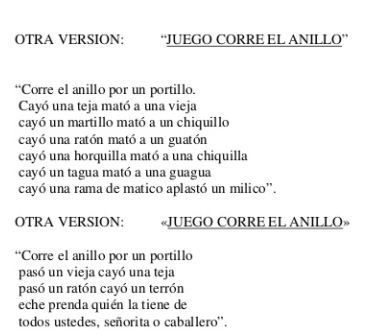 OTRA VERSION: “JUEGO CORRE EL ANILLO”
“Corre el anillo por un portillo.
Cayó una teja mató a una vieja
cayó un martillo mató a un chiquillo
cayó una ratón mató a un guatón
cayó una horquilla mató a una chiquilla
cayó un tagua mató a una guagua
cayó una rama de matico aplastó un milico”.
OTRA VERSION: «JUEGO CORRE EL ANILLO»
“Corre el anillo por un portillo
pasó un vieja cayó una teja
pasó un ratón cayó un terrón
eche prenda quién la tiene de
todos ustedes, señorita o caballero”.